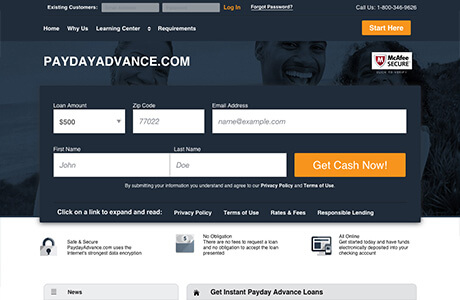 Existing Customers: Log In Forgot Password? Call Us: 1-800-346-9626
Home Why Us Learning Center Requirements Start Here
PAYDAYADVANCE.COM
McAfee
SECURE
CLICK TO VERIFY
Loan Amount Zip Code Email Address
$500 77022 name@example.com
First Name Last Name
John Doe Get Cash Now!
By submitting your information you understand and agree to our Privacy Policy and Terms of Use.
Click on a link to expand and read: Privacy Policy Terms of Use Rates & Fees Responsible Lending
Safe & Secure
PaydayAdvance.com uses the
Internet's strongest data encryption
No Obligation
There are no fees to request a loan
and no obligation to accept the loan
presented
All Online
Get started today and have funds
electronically deposited into your
checking account
News
Get Instant Payday Advance Loans